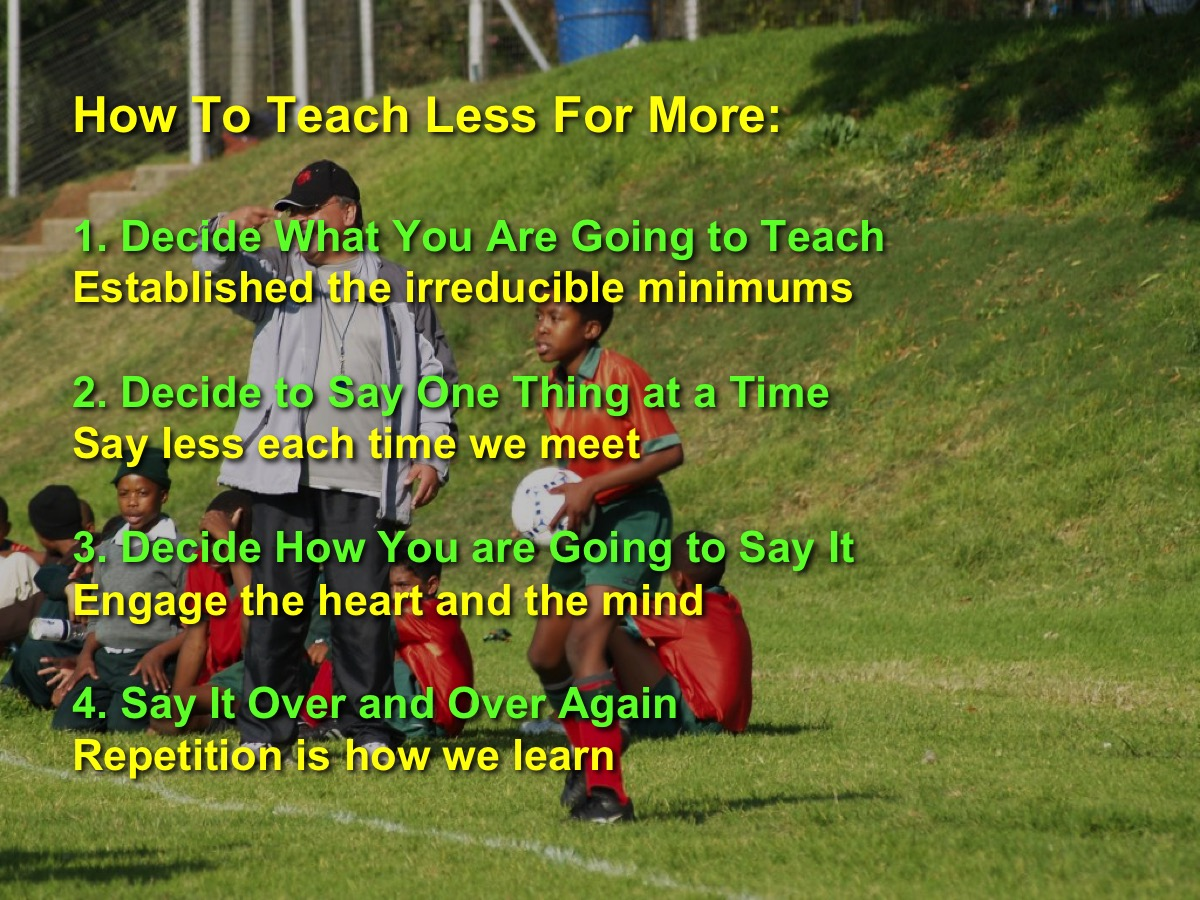 How To Teach Less For More:
1. Decide What You Are Going to Teach
Established the irreducible minimums
2. Decide to Say One Thing at a Time
Say less each time we meet
3. Decide How You are Going to Say It
Engage the heart and the mind
4. Say It Over and Over Again
Repetition is how we learn